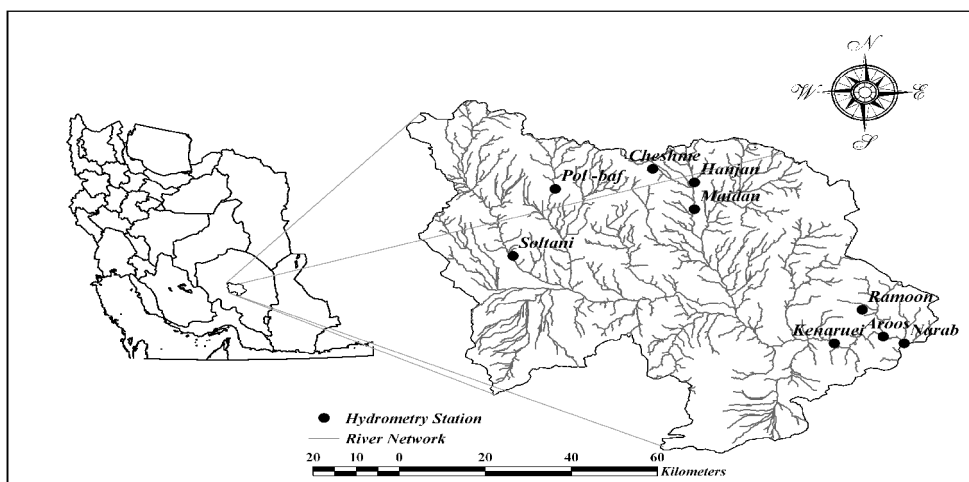 N
W E
S
Cheshme
Hanjan
Pol -baf
Maidan
Soltani
Ramoon
Kenaruei Aroos Narab
Hydrometry Station
River Network
20 10 0 20 40 60
Kilometers